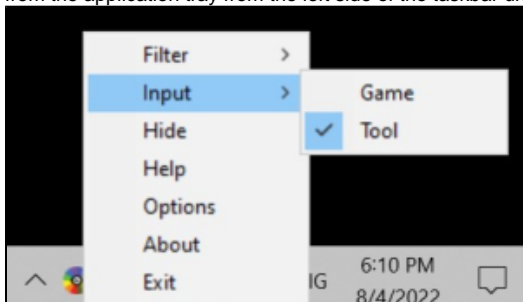 from the application tray from the left side of the taskbar
Filter >
Input >
Game
✓ Tool
Hide
Help
Options
About
Exit
IG
6:10 PM
8/4/2022